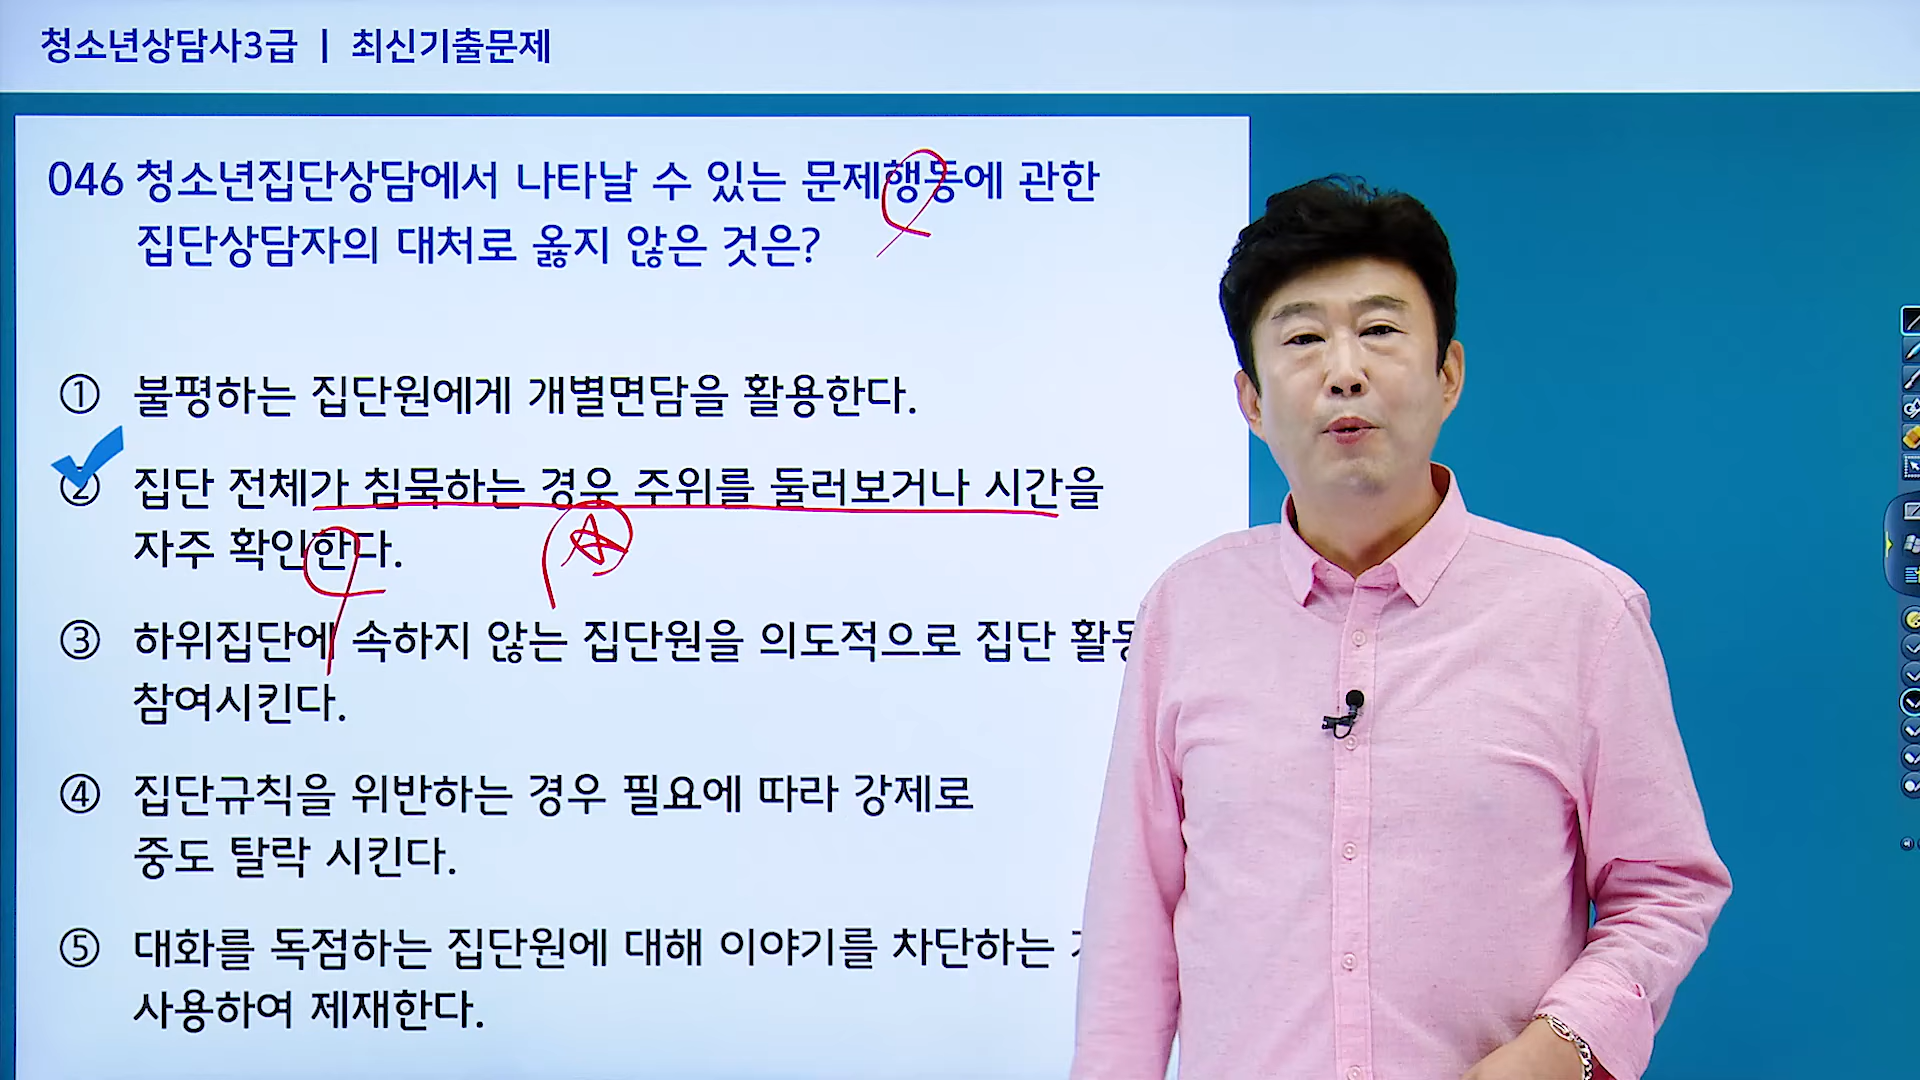 청소년상담사3급 | 최신기출문제
046 청소년집단상담에서 나타날 수 있는 문제행동에 관한
집단상담자의 대처로 옳지 않은 것은?
① 불평하는 집단원에게 개별면담을 활용한다.
② 집단 전체가 침묵하는 경우 주위를 둘러보거나 시간을
자주 확인한다.
③ 하위집단에 속하지 않는 집단원을 의도적으로 집단
참여시킨다.
④ 집단규칙을 위반하는 경우 필요에 따라 강제로
중도 탈락 시킨다.
⑤ 대화를 독점하는 집단원에 대해 이야기를 차단하는
사용하여 제재한다.